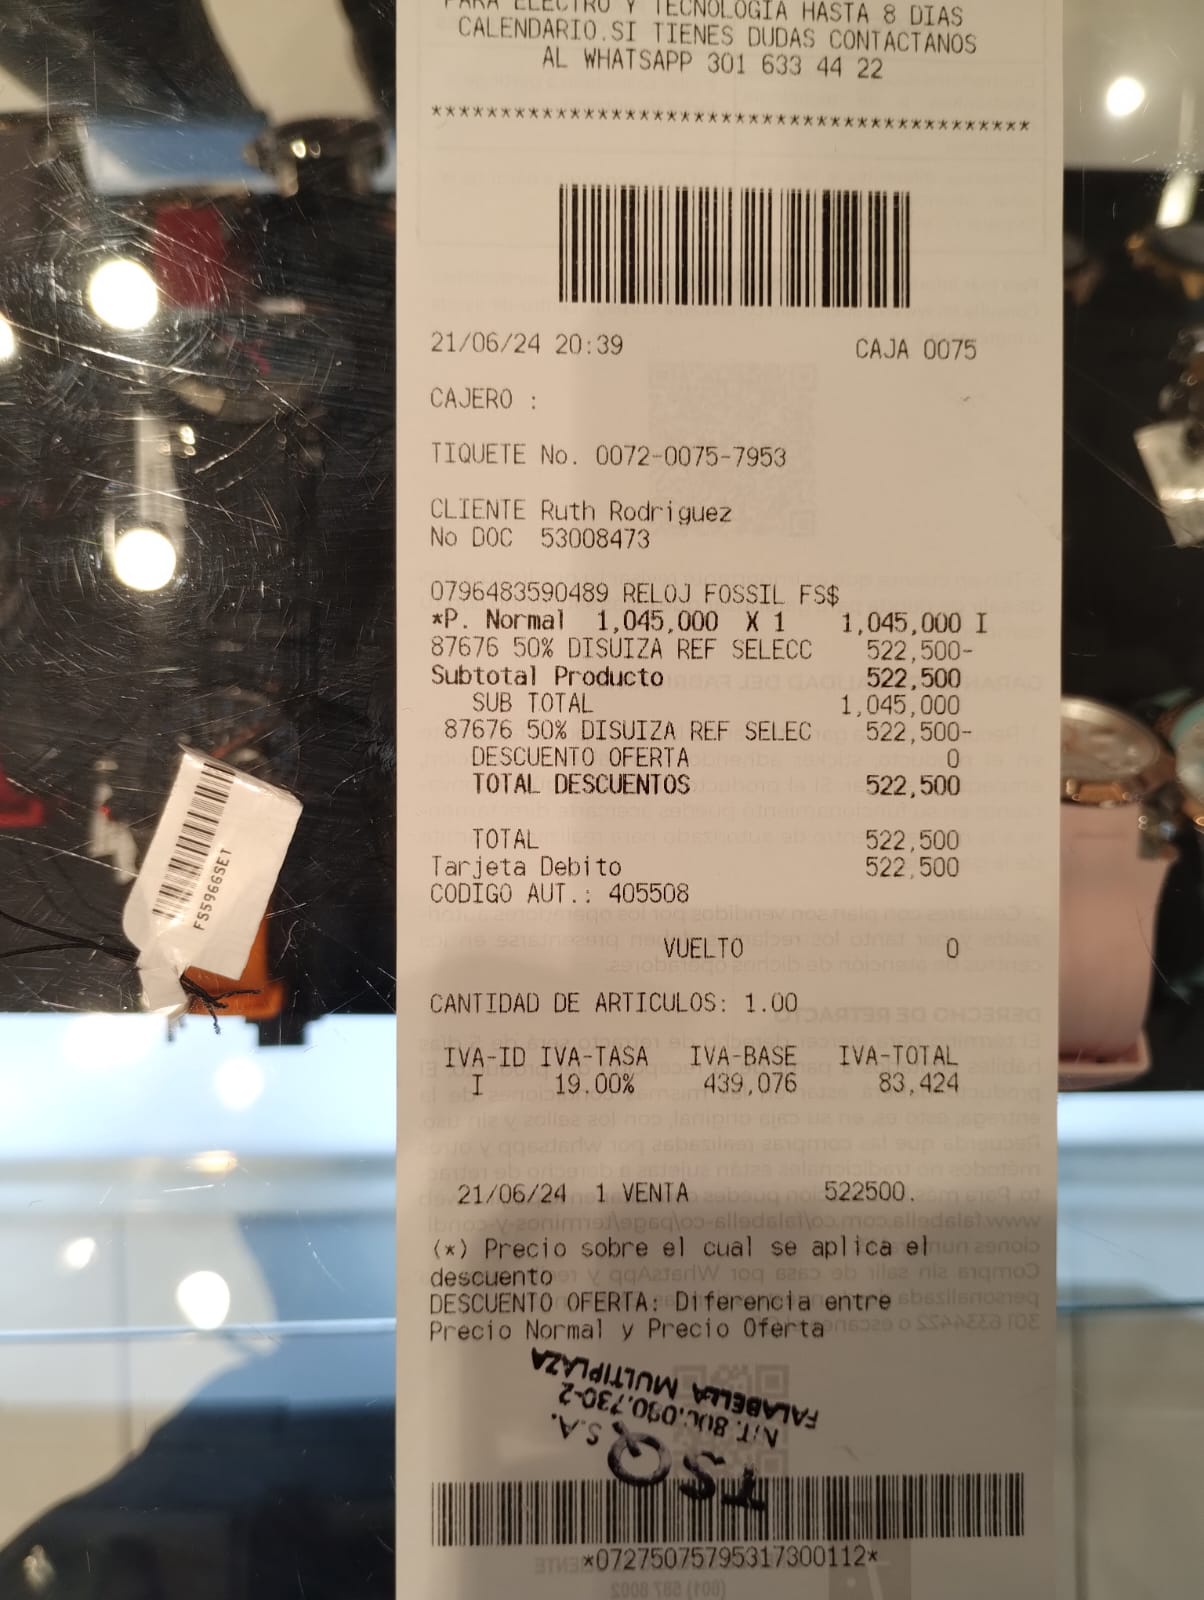 PARA ELECTRO Y TECNOLOGIA HASTA 8 DIAS
CALENDARIO.SI TIENES DUDAS CONTACTANOS
AL WHATSAPP 301 633 44 22
********************************************
21/06/24 20:39 CAJA 0075
CAJERO :
TIQUETE No. 0072-0075-7953
CLIENTE Ruth Rodriguez
No DOC 53008473
0796483590489 RELOJ FOSSIL FS$
*P. Normal 1,045,000 X 1 1,045,000 I
87676 50% DISUIZA REF SELECC 522,500-
Subtotal Producto 522,500
SUB TOTAL 1,045,000
87676 50% DISUIZA REF SELEC 522,500-
DESCUENTO OFERTA 0
TOTAL DESCUENTOS 522,500
TOTAL 522,500
Tarjeta Debito 522,500
CODIGO AUT.: 405508
VUELTO 0
CANTIDAD DE ARTICULOS: 1.00
IVA-ID IVA-TASA IVA-BASE IVA-TOTAL
I 19.00% 439,076 83,424
21/06/24 1 VENTA 522500.
(*) Precio sobre el cual se aplica el
descuento
DESCUENTO OFERTA: Diferencia entre
Precio Normal y Precio Oferta
TSQ S.A.
NIT. 800.090.730-2
FALABELLA MULTIPLAZA
*07275075795317300112*
FS5966SET